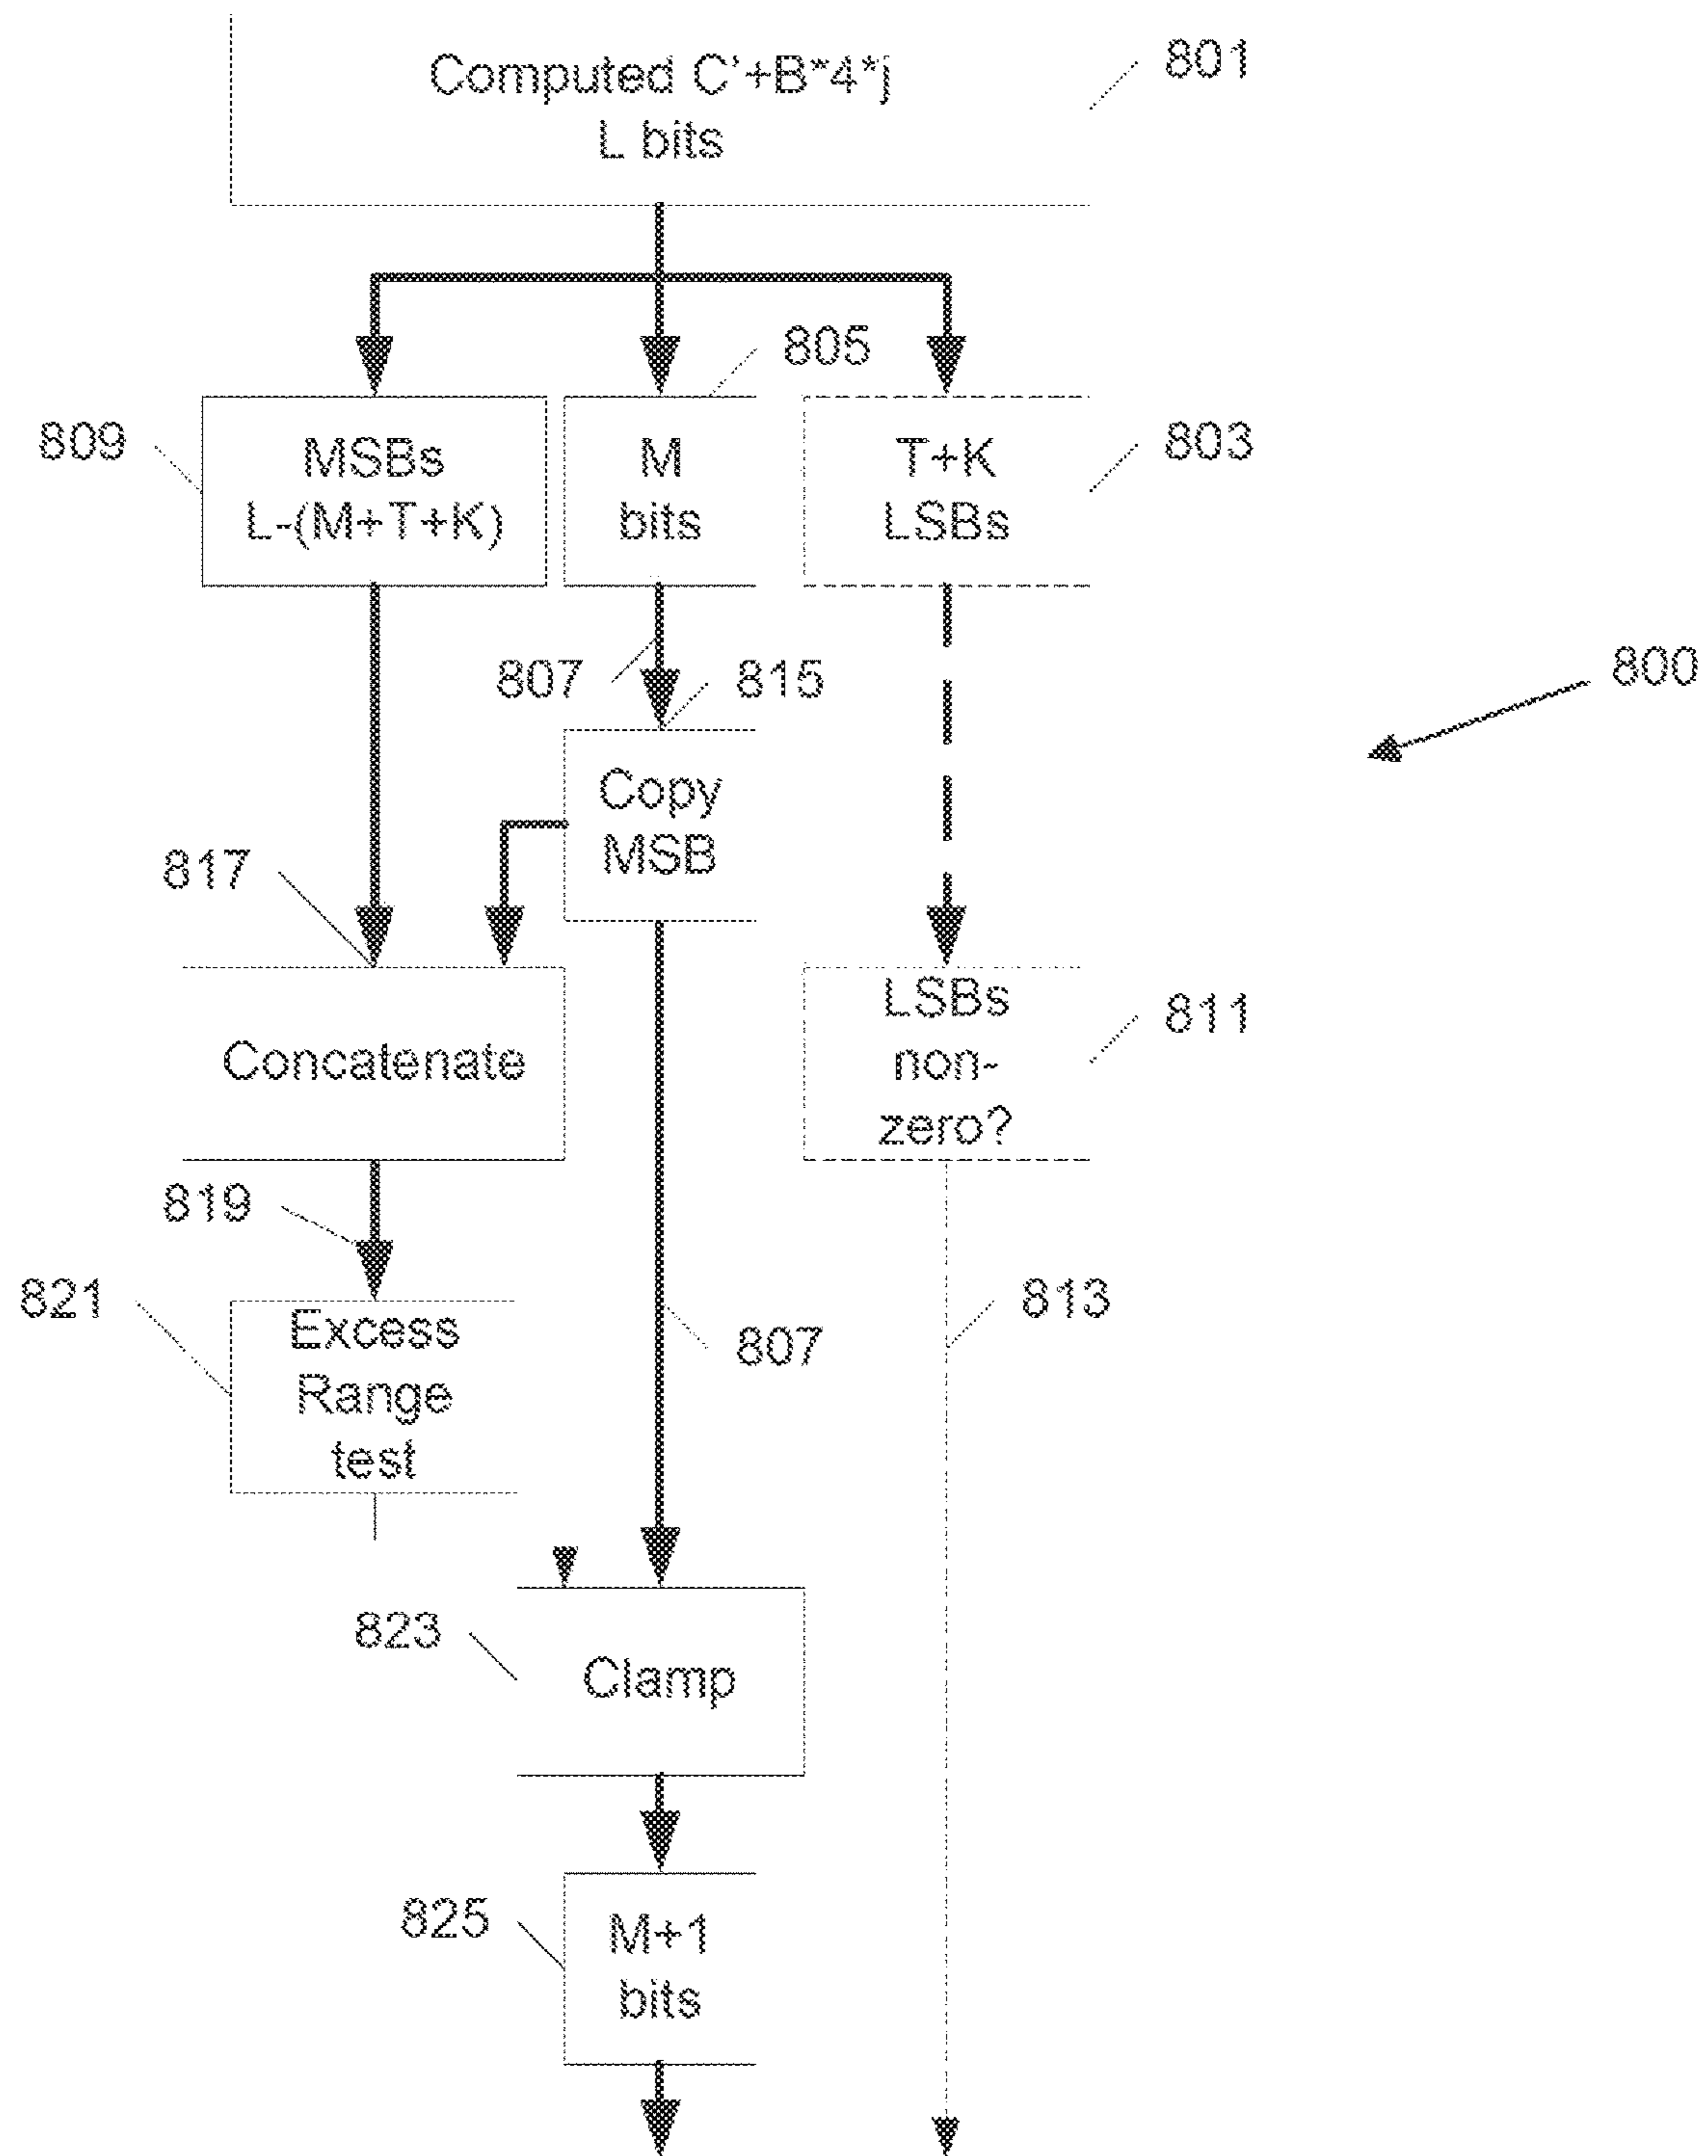 Computed C'+B*4*j
L bits
801
805
809
MSBs
L-(M+T+K)
M
bits
T+K
LSBs
803
807
815
800
Copy
MSB
817
Concatenate
LSBs
non-
zero?
811
819
821
Excess
Range
test
807
813
823
Clamp
825
M+1
bits